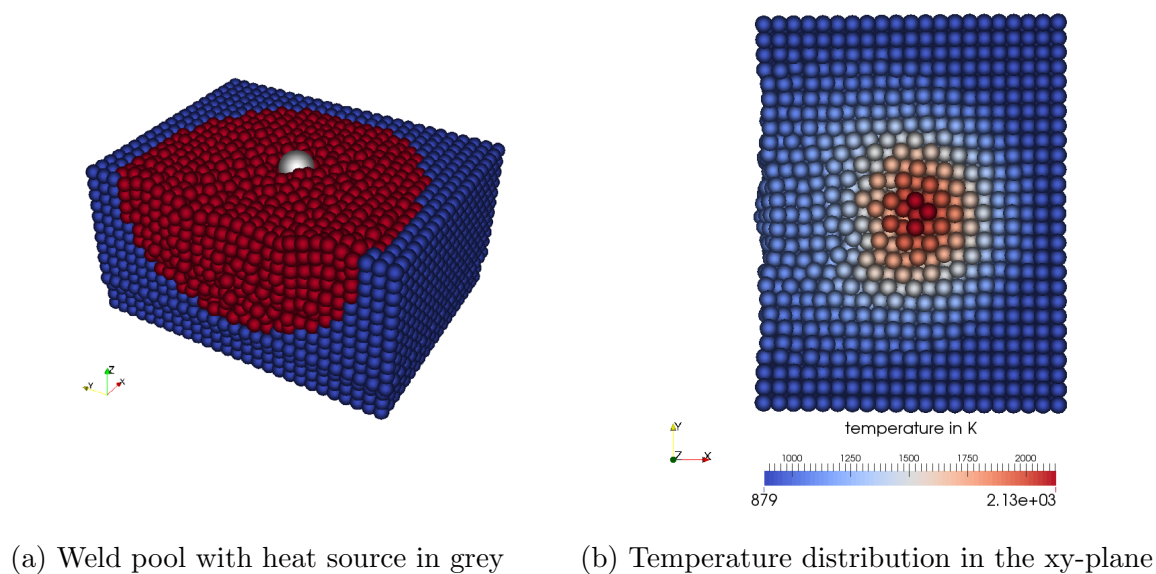 Z
Y
X
Y
Z
X
temperature in K
1000 1250 1500 1750 2000
879 2.13e+03
(a) Weld pool with heat source in grey
(b) Temperature distribution in the xy-plane